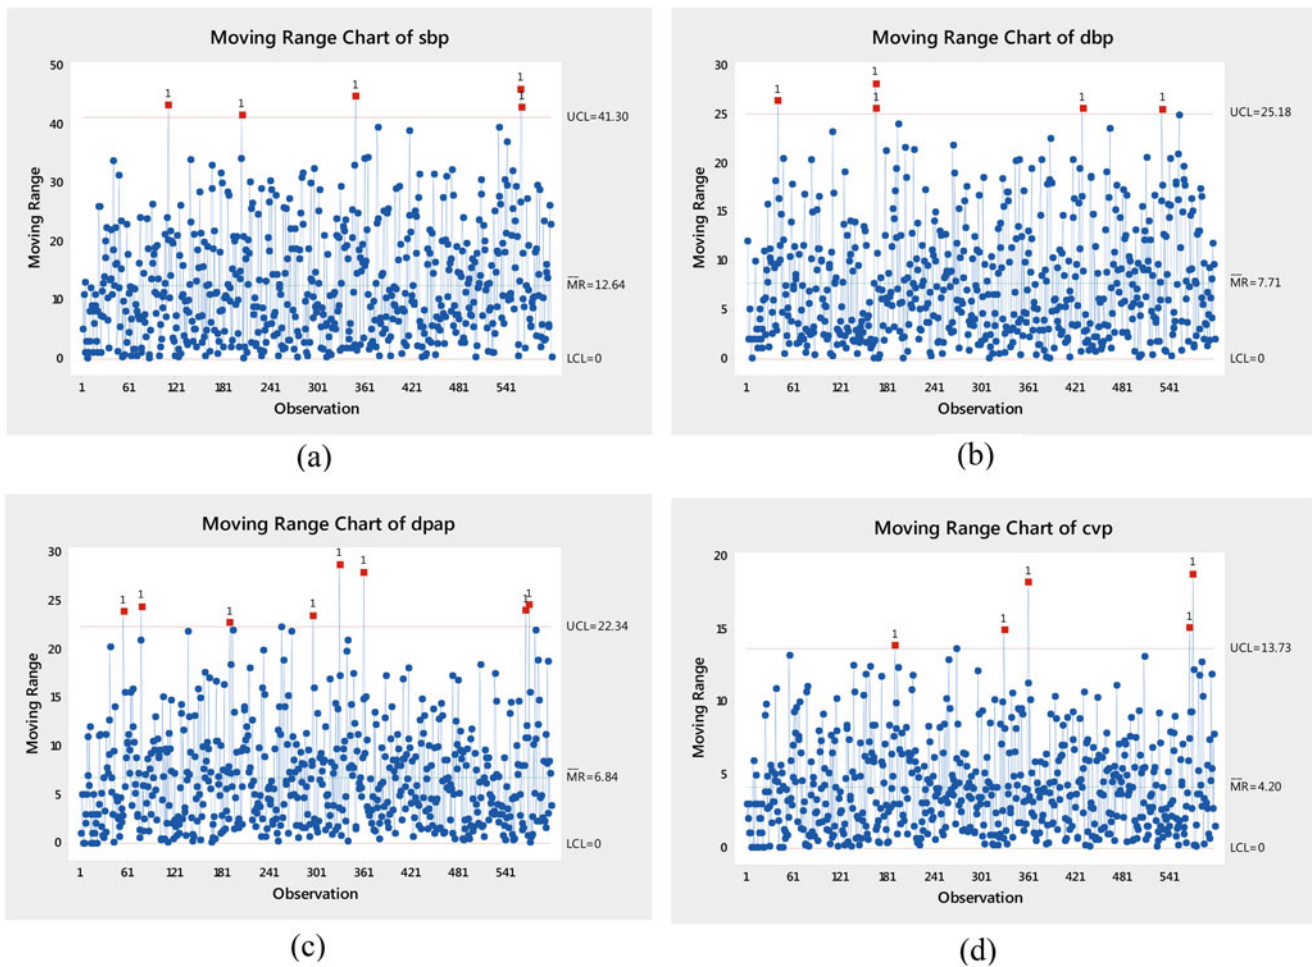 Moving Range Chart of sbp
50
40
30
20
10
0
Moving Range
1
1
1
1
1
UCL=41.30
MR=12.64
LCL=0
1 61 121 181 241 301 361 421 481 541
Observation
(a)
Moving Range Chart of dbp
30
25
20
15
10
5
0
Moving Range
1
1
1
1
1
UCL=25.18
MR=7.71
LCL=0
1 61 121 181 241 301 361 421 481 541
Observation
(b)
Moving Range Chart of dpap
30
25
20
15
10
5
0
Moving Range
1
1
1
1
1
1
1
1
UCL=22.34
MR=6.84
LCL=0
1 61 121 181 241 301 361 421 481 541
Observation
(c)
Moving Range Chart of cvp
20
15
10
5
0
Moving Range
1
1
1
1
1
UCL=13.73
MR=4.20
LCL=0
1 61 121 181 241 301 361 421 481 541
Observation
(d)